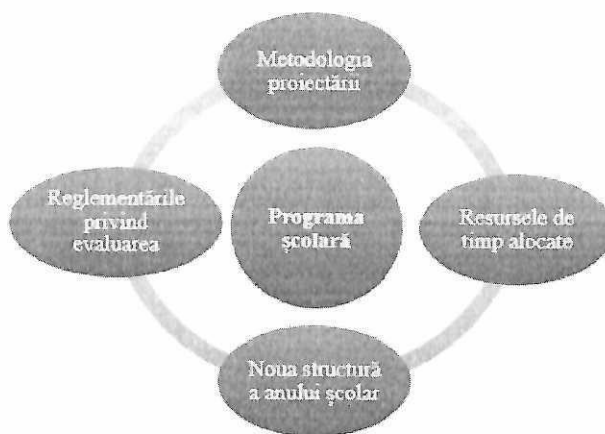 Metodologia
proiectării
Reglementările
privind
evaluarea
Programa
școlară
Resursele de
timp alocate
Noua structură
a anului școlar